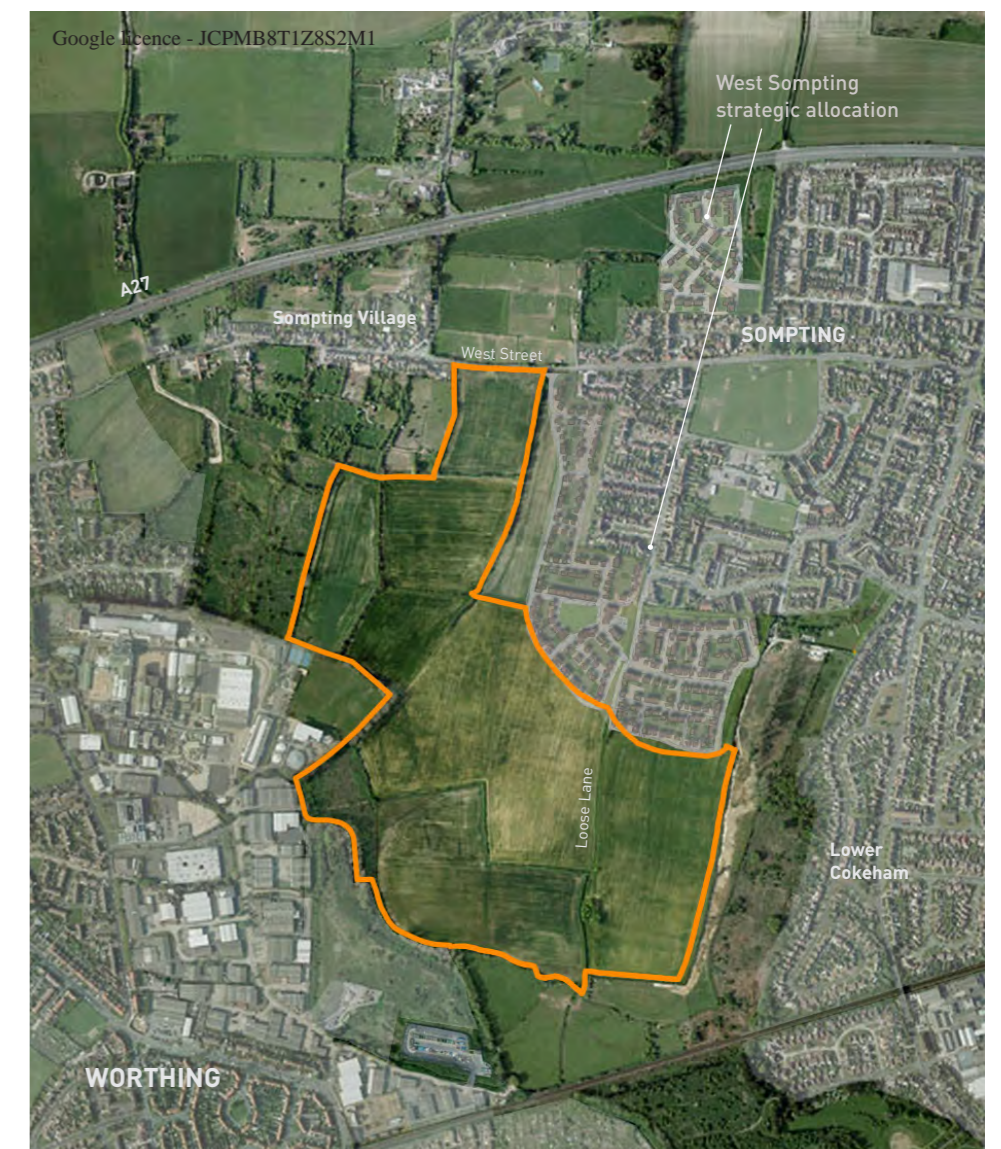 Google licence - JCPMB8T1Z8S2M1
West Sompting
strategic allocation
A27
Sompting Village
SOMPTING
West Street
Loose Lane
Lower
Cokeham
WORTHING